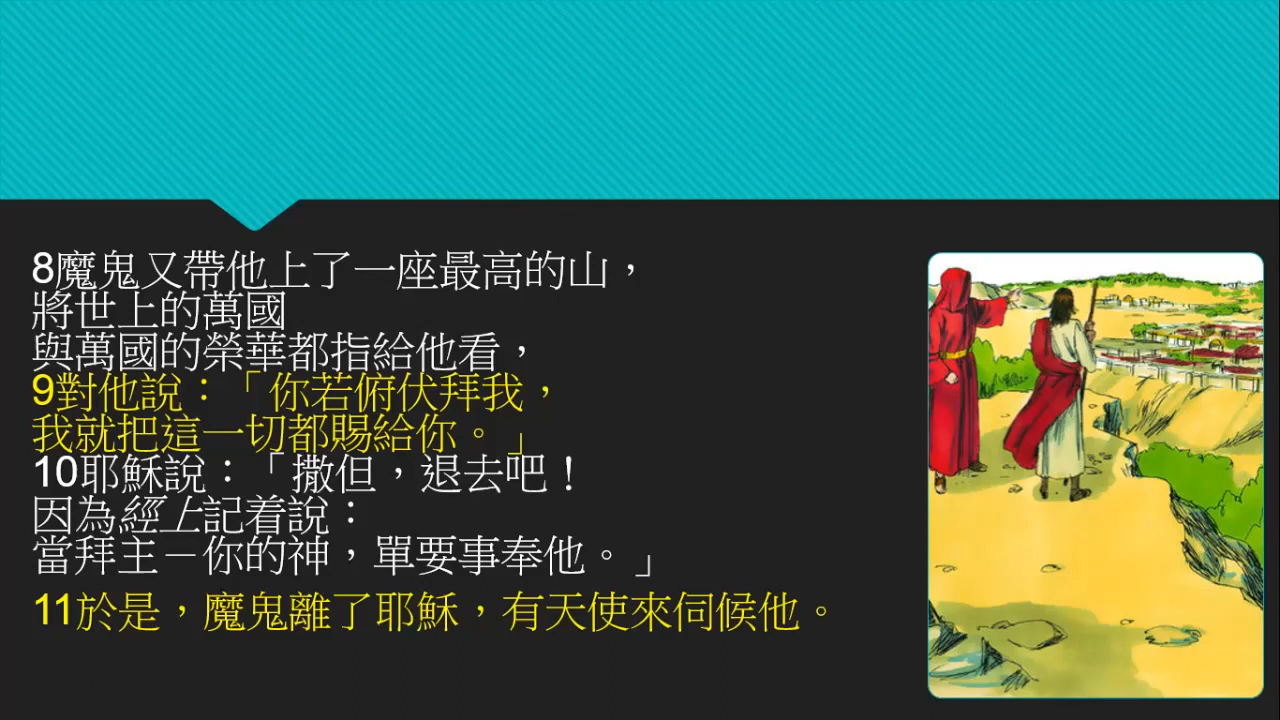 8魔鬼又帶他上了一座最高的山，
將世上的萬國
與萬國的榮華都指給他看，
9對他說：「你若俯伏拜我，
我就把這一切都賜給你。」
10耶穌說：「撒但，退去吧！
因為經上記着說：
當拜主－你的神，單要事奉他。」
11於是，魔鬼離了耶穌，有天使來伺候他。